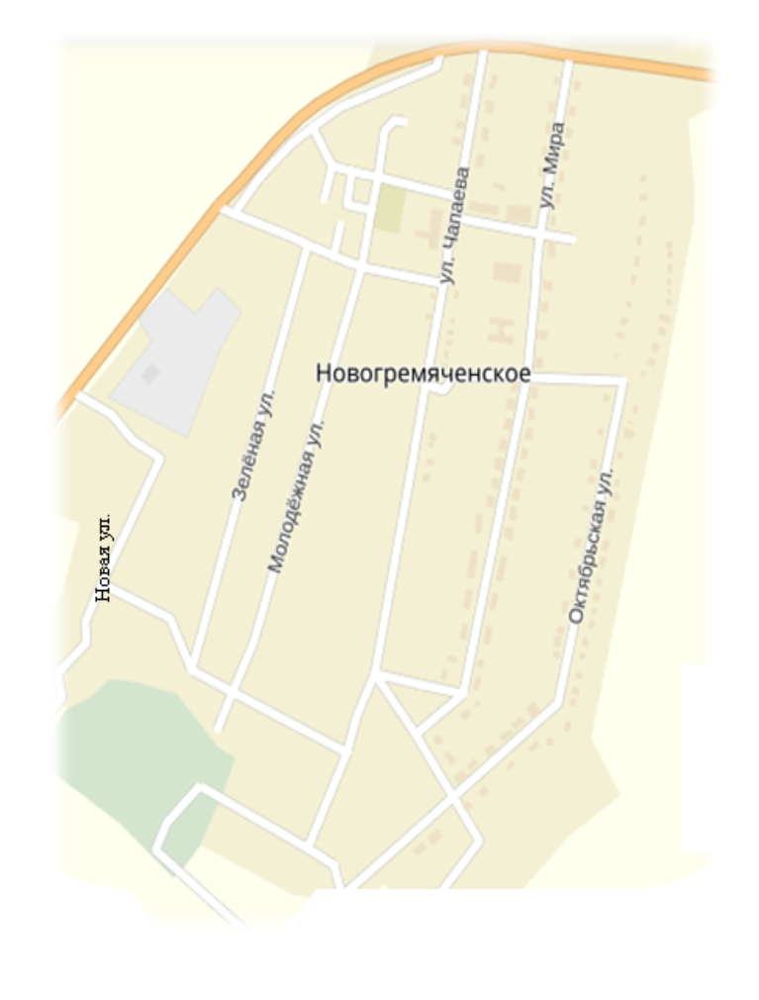 ул. Мира
ул. Чапаева
Новогремяченское
Зелёная ул.
Молодёжная ул.
Октябрьская ул.
Новая ул.